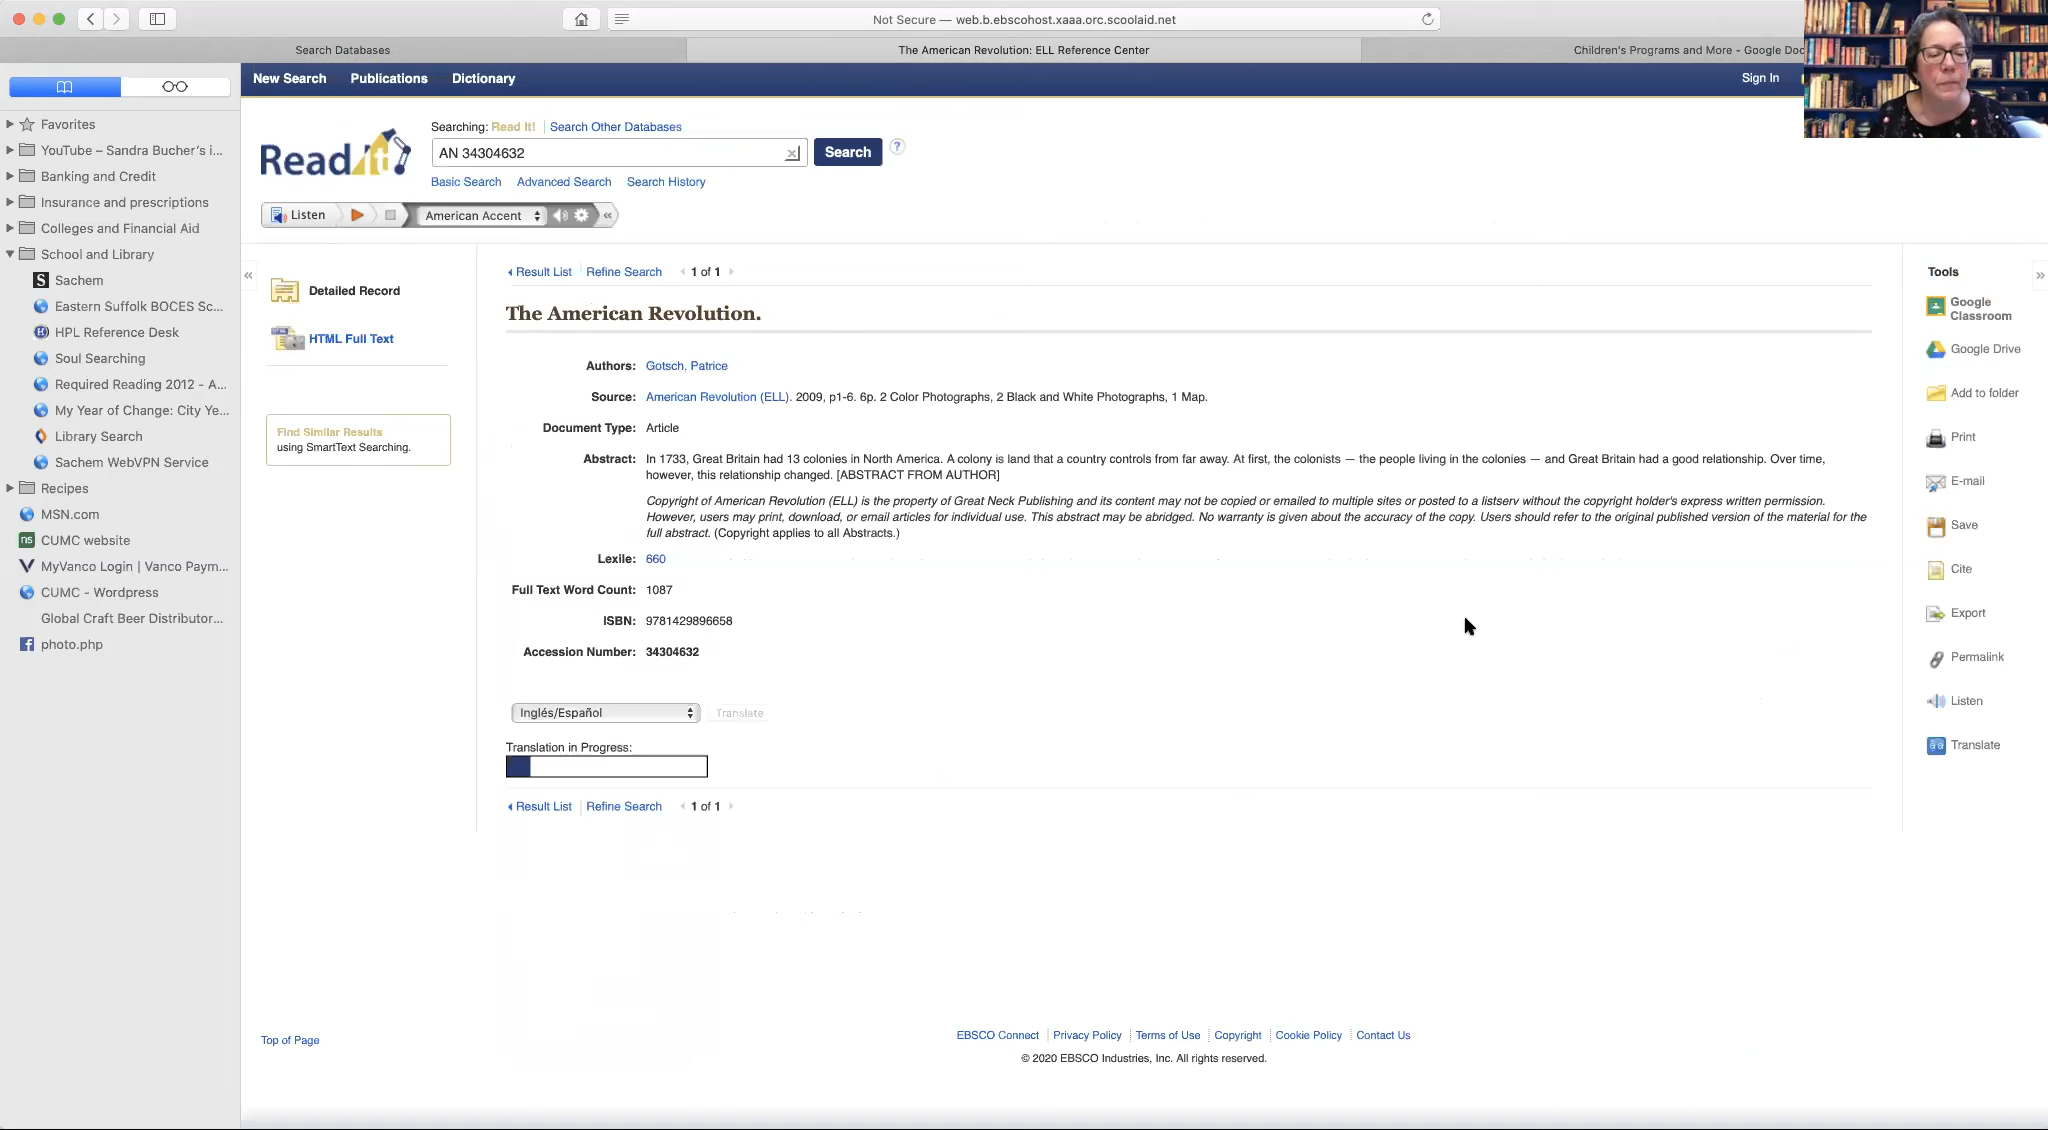 Not Secure — web.b.ebscohost.xaaa.orc.scoolaid.net
Search Databases
The American Revolution: ELL Reference Center
Children's Programs and More - Google Doc
New Search Publications Dictionary
Sign In
Favorites
YouTube – Sandra Bucher's i...
Banking and Credit
Insurance and prescriptions
Colleges and Financial Aid
School and Library
Sachem
Eastern Suffolk BOCES Sc...
HPL Reference Desk
Soul Searching
Required Reading 2012 - A...
My Year of Change: City Ye...
Library Search
Sachem WebVPN Service
Recipes
MSN.com
CUMC website
MyVanco Login | Vanco Paym...
CUMC - Wordpress
Global Craft Beer Distributor...
photo.php
Read It!
Searching: Read It! Search Other Databases
AN 34304632
Search
?
Basic Search Advanced Search Search History
Listen American Accent
Detailed Record
HTML Full Text
Find Similar Results
using SmartText Searching.
Result List Refine Search 1 of 1
The American Revolution.
Authors: Gotsch, Patrice
Source: American Revolution (ELL). 2009, p1-6. 6p. 2 Color Photographs, 2 Black and White Photographs, 1 Map.
Document Type: Article
Abstract: In 1733, Great Britain had 13 colonies in North America. A colony is land that a country controls from far away. At first, the colonists — the people living in the colonies — and Great Britain had a good relationship. Over time,
however, this relationship changed. [ABSTRACT FROM AUTHOR]
Copyright of American Revolution (ELL) is the property of Great Neck Publishing and its content may not be copied or emailed to multiple sites or posted to a listserv without the copyright holder's express written permission.
However, users may print, download, or email articles for individual use. This abstract may be abridged. No warranty is given about the accuracy of the copy. Users should refer to the original published version of the material for the
full abstract. (Copyright applies to all Abstracts.)
Lexile: 660
Full Text Word Count: 1087
ISBN: 9781429896658
Accession Number: 34304632
Inglés/Español Translate
Translation in Progress:
Result List Refine Search 1 of 1
Tools
Google
Classroom
Google Drive
Add to folder
Print
E-mail
Save
Cite
Export
Permalink
Listen
Translate
Top of Page
EBSCO Connect Privacy Policy Terms of Use Copyright Cookie Policy Contact Us
© 2020 EBSCO Industries, Inc. All rights reserved.